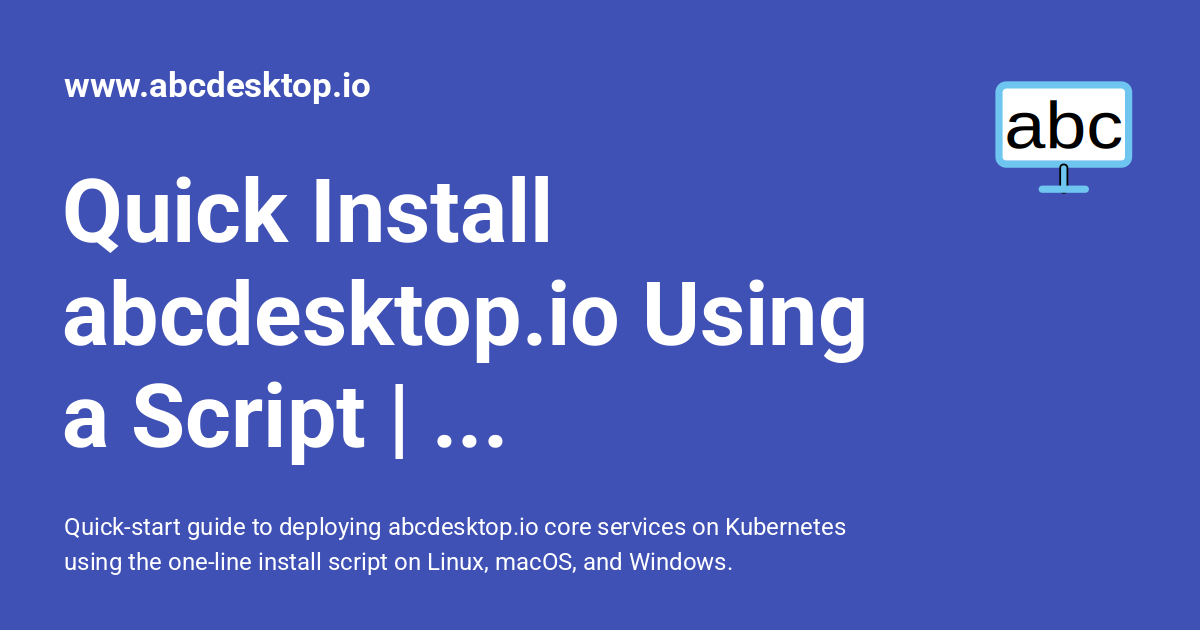 www.abcdesktop.io
abc
Quick Install
abcdesktop.io Using
a Script | ...
Quick-start guide to deploying abcdesktop.io core services on Kubernetes
using the one-line install script on Linux, macOS, and Windows.